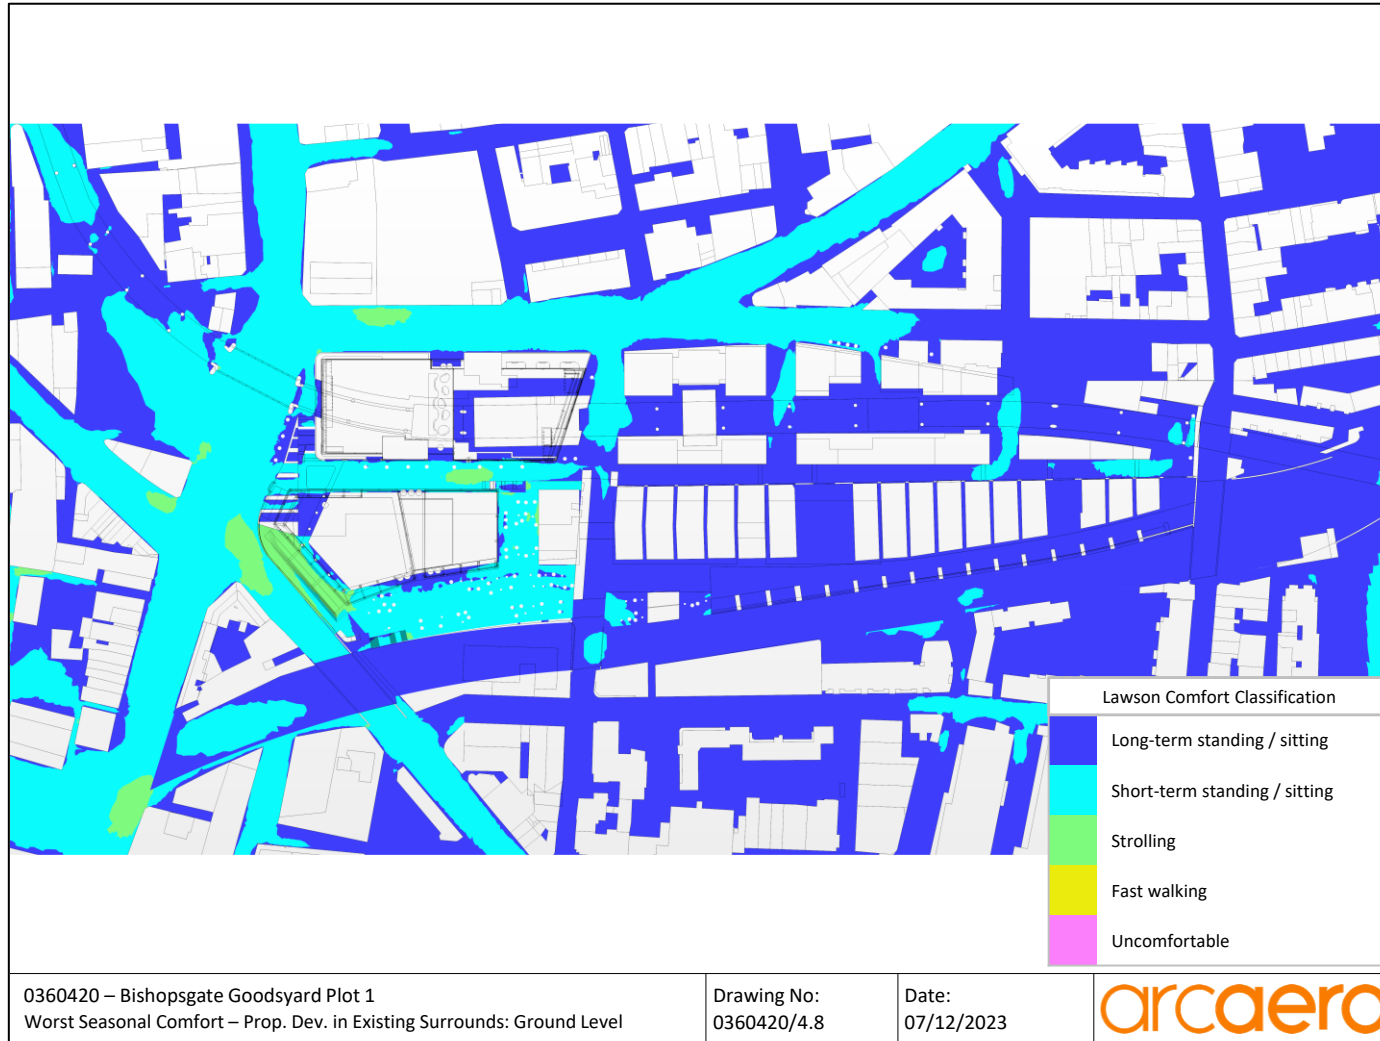 Lawson Comfort Classification
Long-term standing / sitting
Short-term standing / sitting
Strolling
Fast walking
Uncomfortable
0360420 – Bishopsgate Goodsyard Plot 1
Worst Seasonal Comfort – Prop. Dev. in Existing Surrounds: Ground Level
Drawing No:
0360420/4.8
Date:
07/12/2023
arcaero